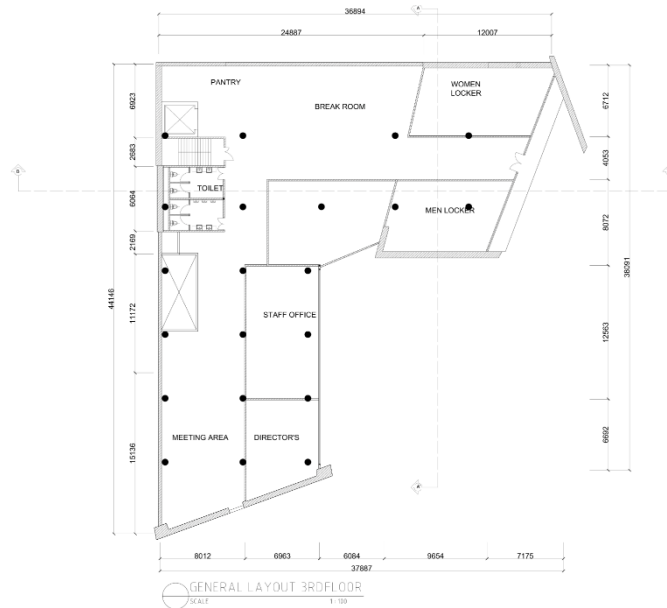 36894
24887
12007
A
PANTRY
WOMEN
LOCKER
BREAK ROOM
6923
6712
2683
4053
B
TOILET
6064
MEN LOCKER
8072
2169
44146
38091
11172
STAFF OFFICE
12563
MEETING AREA
DIRECTOR'S
15136
6692
A
8012
6963
6084
9654
7175
37887
GENERAL LAYOUT 3RDFLOOR
SCALE
1:100